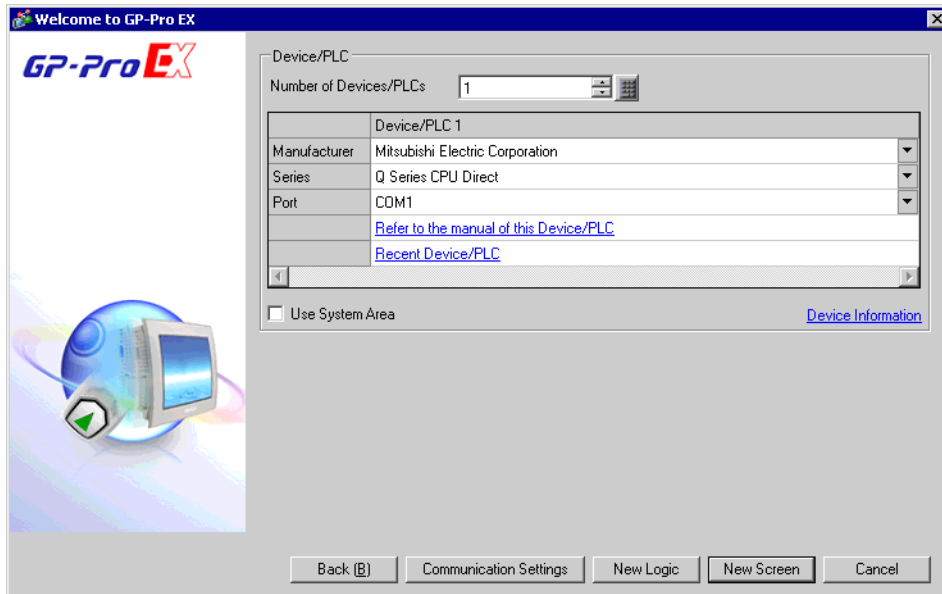 Welcome to GP-Pro EX
GP-Pro EX
Device/PLC
Number of Devices/PLCs 1
Device/PLC 1
Manufacturer Mitsubishi Electric Corporation
Series Q Series CPU Direct
Port COM1
Refer to the manual of this Device/PLC
Recent Device/PLC
Use System Area Device Information
Back (B) Communication Settings New Logic New Screen Cancel